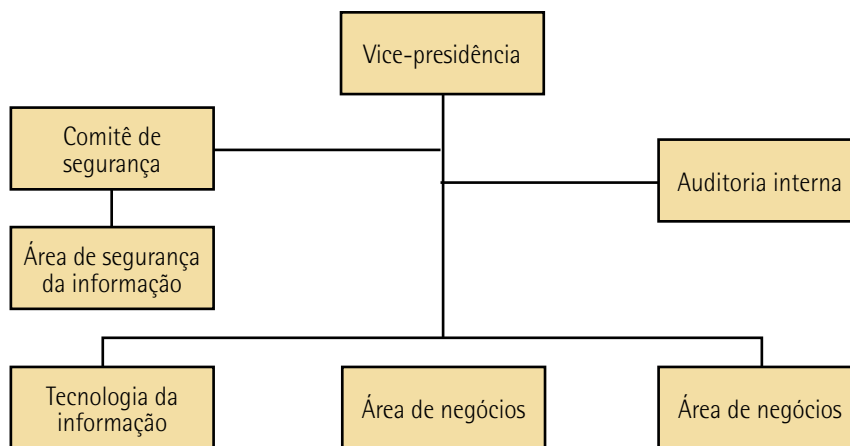 Vice-presidência
Comitê de
segurança
Auditoria interna
Área de segurança
da informação
Tecnologia da
informação
Área de negócios
Área de negócios